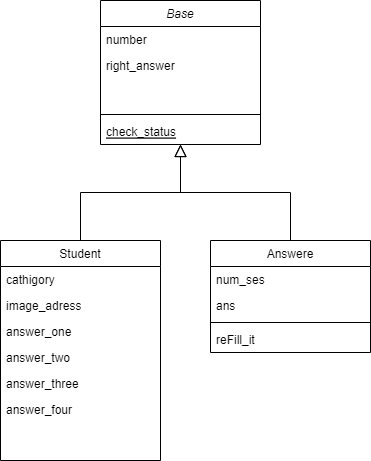 Base
number
right_answer
check_status
Student
cathigory
image_adress
answer_one
answer_two
answer_three
answer_four
Answere
num_ses
ans
reFill_it